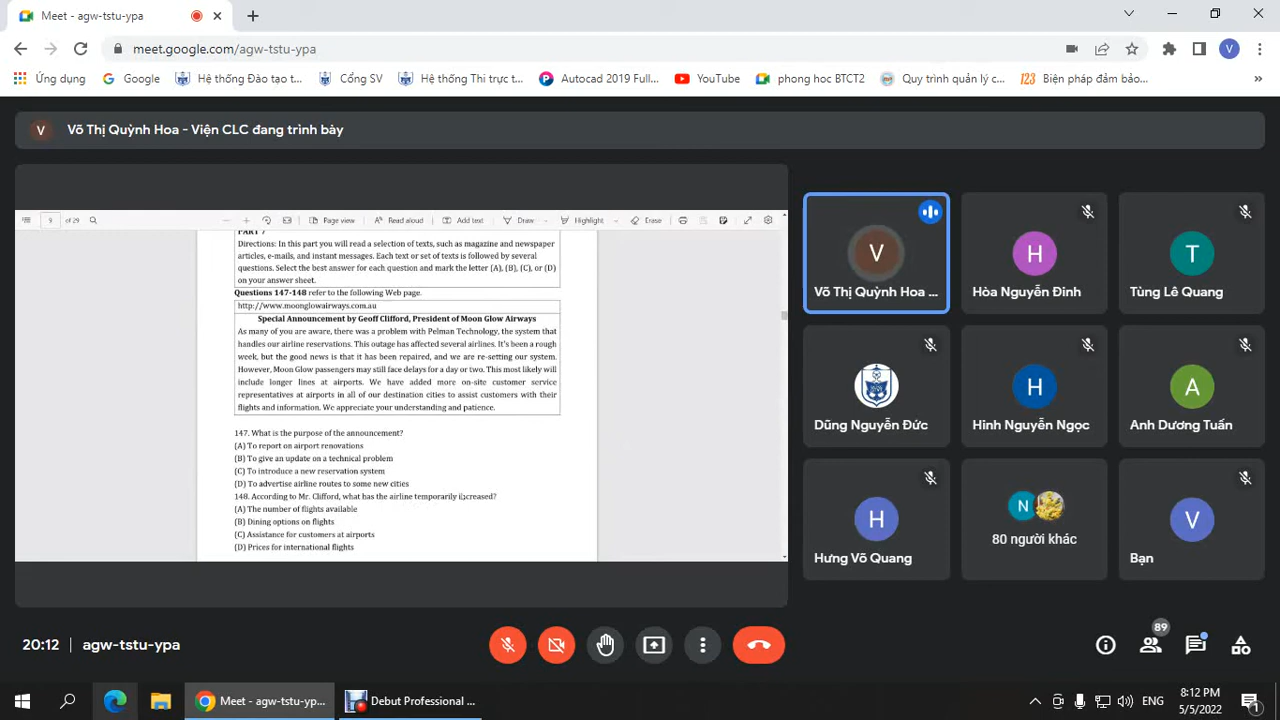 Meet - agw-tstu-ypa
meet.google.com/agw-tstu-ypa
V
Ứng dụng
Google
Hệ thống Đào tạo t...
Cổng SV
Hệ thống Thi trực t...
Autocad 2019 Full...
YouTube
phong hoc BTCT2
Quy trình quản lý c...
123
Biện pháp đảm bảo...
»
V
Võ Thị Quỳnh Hoa - Viện CLC đang trình bày
9 of 29
Page view
Read aloud
Add text
Draw
Highlight
Erase
PART 7
Directions: In this part you will read a selection of texts, such as magazine and newspaper
articles, e-mails, and instant messages. Each text or set of texts is followed by several
questions. Select the best answer for each question and mark the letter (A), (B), (C), or (D)
on your answer sheet.
Questions 147-148 refer to the following Web page.
http://www.moonglowairways.com.au
Special Announcement by Geoff Clifford, President of Moon Glow Airways
As many of you are aware, there was a problem with Pelman Technology, the system that
handles our airline reservations. This outage has affected several airlines. It's been a rough
week, but the good news is that it has been repaired, and we are re-setting our system.
However, Moon Glow passengers may still face delays for a day or two. This most likely will
include longer lines at airports. We have added more on-site customer service
representatives at airports in all of our destination cities to assist customers with their
flights and information. We appreciate your understanding and patience.
147. What is the purpose of the announcement?
(A) To report on airport renovations
(B) To give an update on a technical problem
(C) To introduce a new reservation system
(D) To advertise airline routes to some new cities
148. According to Mr. Clifford, what has the airline temporarily increased?
(A) The number of flights available
(B) Dining options on flights
(C) Assistance for customers at airports
(D) Prices for international flights
V
Võ Thị Quỳnh Hoa ...
H
Hòa Nguyễn Đình
T
Tùng Lê Quang
Dũng Nguyễn Đức
H
Hinh Nguyễn Ngọc
A
Anh Dương Tuấn
H
Hưng Võ Quang
N
80 người khác
V
Bạn
20:12
agw-tstu-ypa
89
Meet - agw-tstu-yp...
Debut Professional ...
ENG
8:12 PM
5/5/2022
1